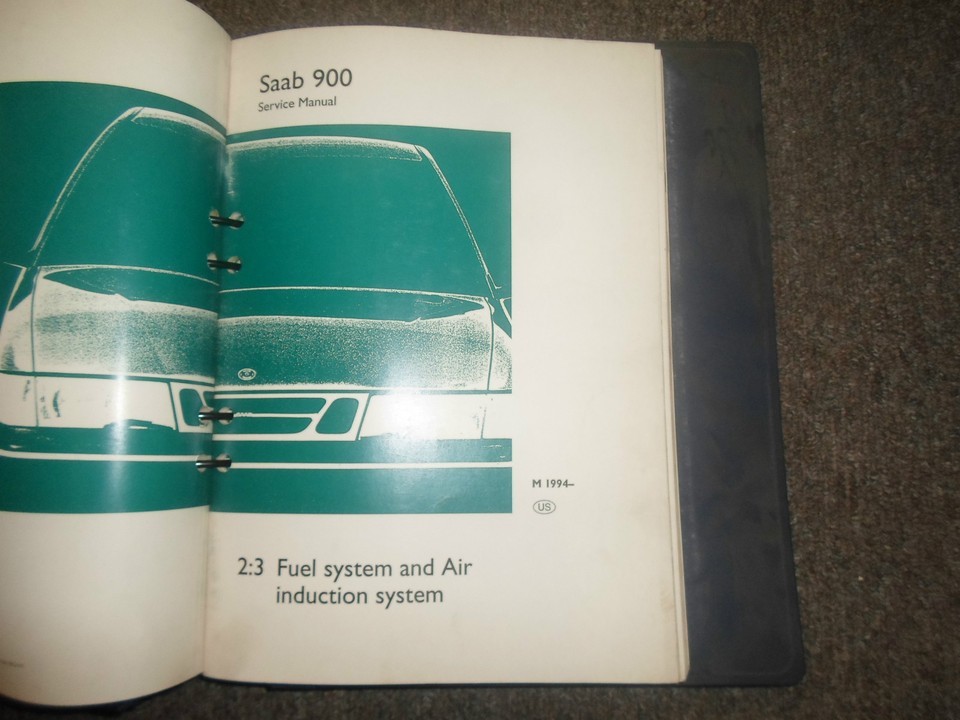 Saab 900
Service Manual
M 1994–
US
2:3 Fuel system and Air
induction system